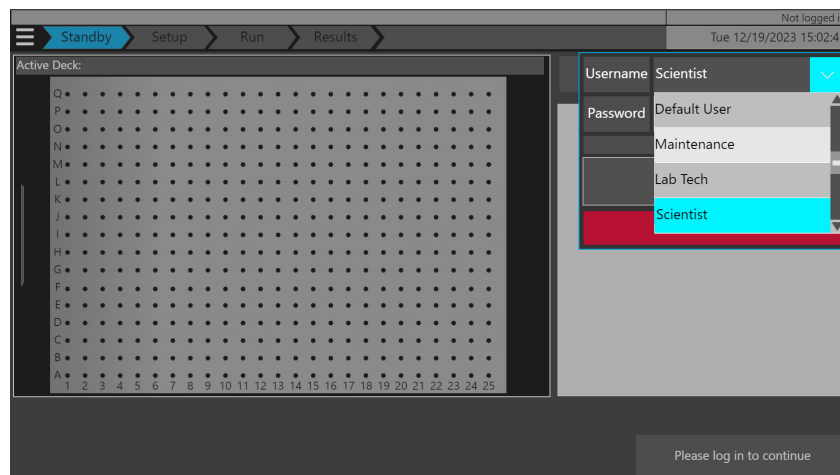 Not logged i
Standby Setup Run Results
Tue 12/19/2023 15:02:4
Active Deck:
Username Scientist
Password
Default User
Maintenance
Lab Tech
Scientist
Q
P
O
N
M
L
K
J
I
H
G
F
E
D
C
B
A
1 2 3 4 5 6 7 8 9 10 11 12 13 14 15 16 17 18 19 20 21 22 23 24 25
Please log in to continue